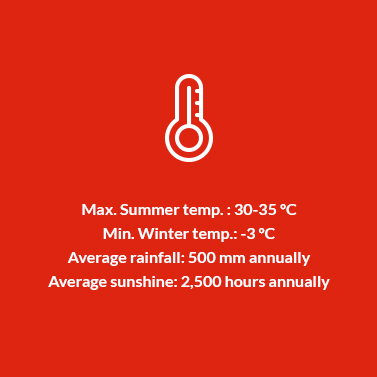 Max. Summer temp. : 30-35 ºC
Min. Winter temp.: -3 ºC
Average rainfall: 500 mm annually
Average sunshine: 2,500 hours annually